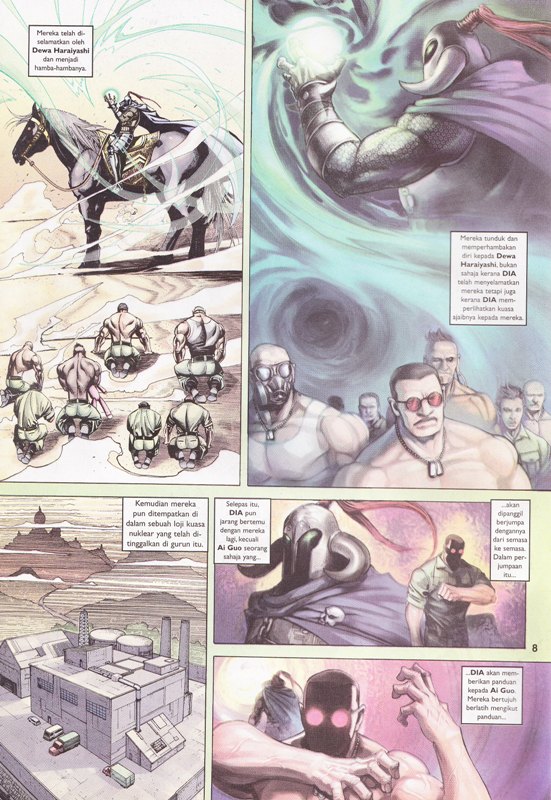 Mereka telah di-
selamatkan oleh
Dewa Haraiyashi
dan menjadi
hamba-hambanya.
Mereka tunduk dan
memperhambakan
diri kepada Dewa
Haraiyashi, bukan
sahaja kerana DIA
telah menyelamatkan
mereka tetapi juga
kerana DIA mem-
perlihatkan kuasa
ajaibnya kepada mereka.
Kemudian mereka
pun ditempatkan di
dalam sebuah loji kuasa
nuklear yang telah di-
tinggalkan di gurun itu.
Selepas itu,
DIA pun
jarang bertemu
dengan mereka
lagi, kecuali
Ai Guo seorang
sahaja yang...
...akan
dipanggil
berjumpa
dengannya
dari semasa
ke semasa.
Dalam per-
jumpaan
itu...
8
...DIA akan mem-
berikan panduan
kepada Ai Guo.
Mereka bertujuh
berlatih mengikut
panduan...